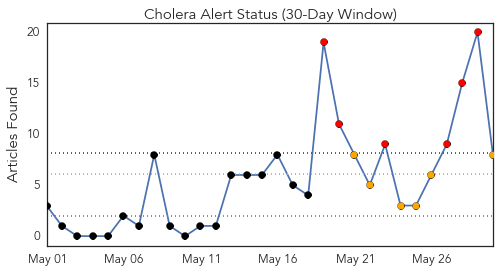 Cholera Alert Status (30-Day Window)
Articles Found
20
15
10
5
0
May 01 May 06 May 11 May 16 May 21 May 26